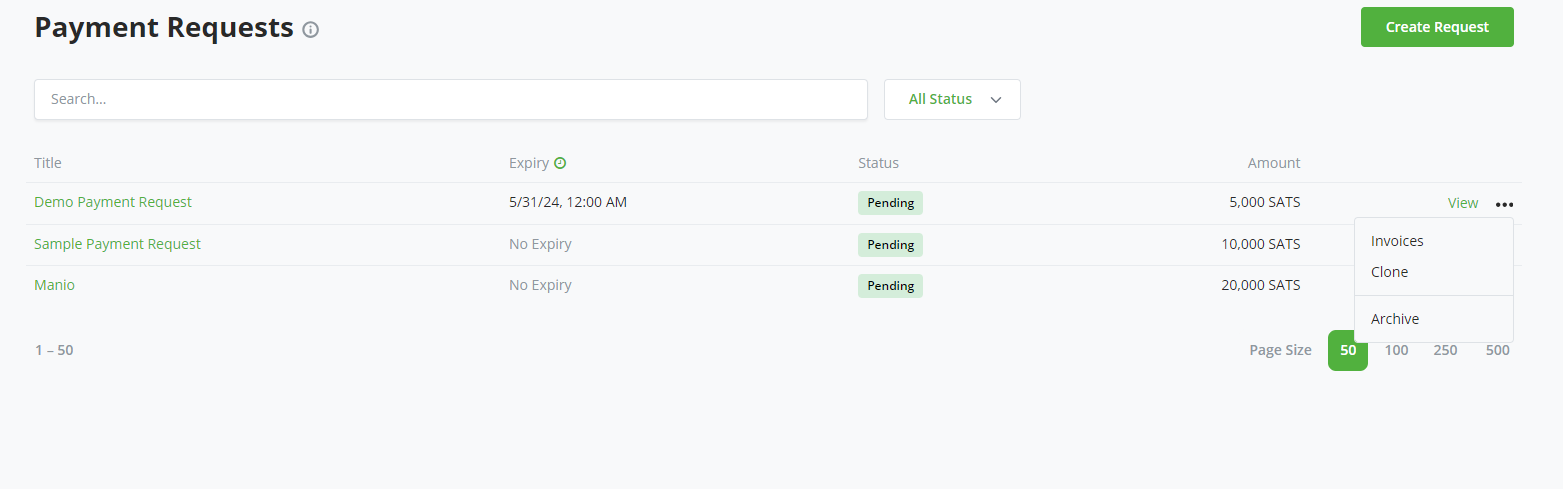 Payment Requests
Create Request
Search...
All Status
Title Expiry Status Amount
Demo Payment Request 5/31/24, 12:00 AM Pending 5,000 SATS View
Sample Payment Request No Expiry Pending 10,000 SATS
Invoices
Clone
Manio No Expiry Pending 20,000 SATS
Archive
1 – 50 Page Size 50 100 250 500